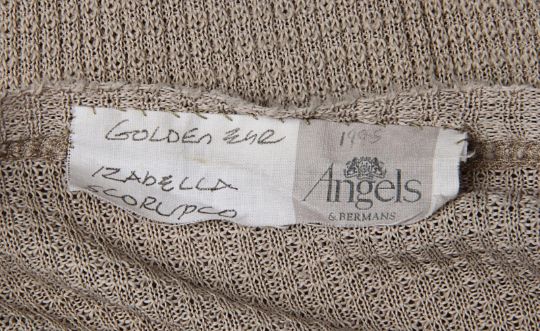 GOLDEN EYE
IZABELLA
SCORUPCO
1995
Angels
& BERMANS